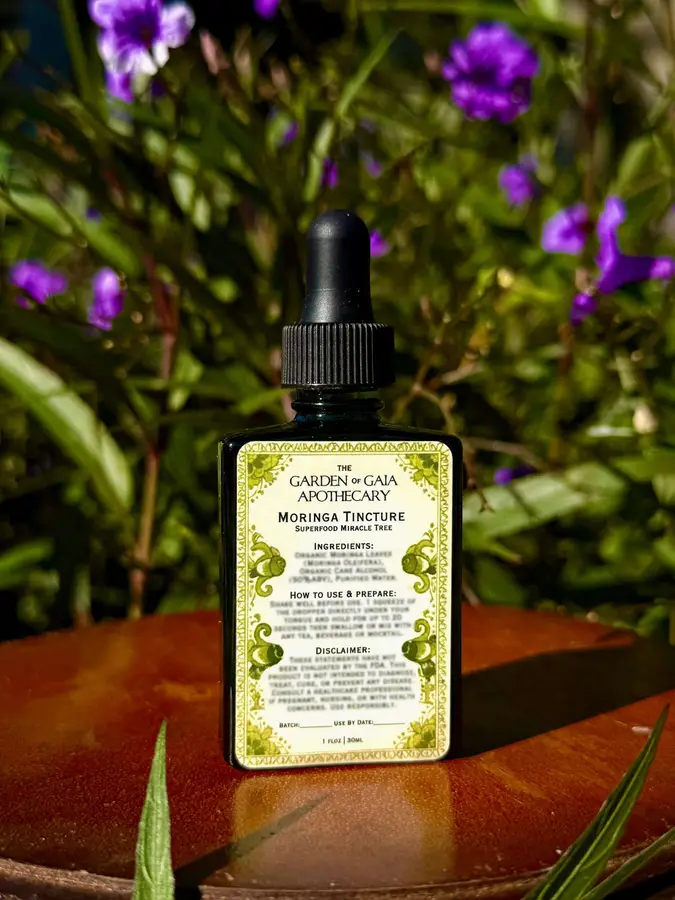 THE
GARDEN OF GAIA
APOTHECARY
MORINGA TINCTURE
SUPERFOOD MIRACLE TREE
INGREDIENTS:
ORGANIC MORINGA LEAVES
(MORINGA OLEIFERA),
ORGANIC CANE ALCOHOL
(50%ABV), PURIFIED WATER.
HOW TO USE & PREPARE:
SHAKE WELL BEFORE USE. 1 SQUEEZE OF
THE DROPPER DIRECTLY UNDER YOUR
TONGUE AND HOLD FOR UP TO 20
SECONDS THEN SWALLOW OR MIX WITH
ANY TEA, BEVERAGE OR MOCKTAIL.
DISCLAIMER:
THESE STATEMENTS HAVE NOT
BEEN EVALUATED BY THE FDA. THIS
PRODUCT IS NOT INTENDED TO DIAGNOSE,
TREAT, CURE, OR PREVENT ANY DISEASE.
CONSULT A HEALTHCARE PROFESSIONAL
IF PREGNANT, NURSING, OR WITH HEALTH
CONCERNS. USE RESPONSIBLY.
BATCH:________ USE BY DATE:________
1 FLOZ | 30ML